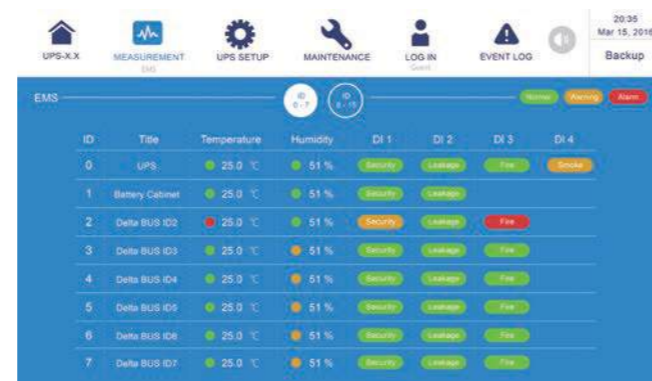 20:35
Mar 15, 2016
UPS-X.X MEASUREMENT UPS SETUP MAINTENANCE LOG IN EVENT LOG Backup
EMS Guest
EMS ID 0 - 7 ID 8 - 15 Normal Warning Alarm
ID Title Temperature Humidity DI 1 DI 2 DI 3 DI 4
0 UPS 25.0 ℃ 51 % Security Leakage Fire Smoke
1 Battery Cabinet 25.0 ℃ 51 % Security Leakage
2 Delta BUS ID2 25.0 ℃ 51 % Security Leakage Fire
3 Delta BUS ID3 25.0 ℃ 51 % Security Leakage Fire
4 Delta BUS ID4 25.0 ℃ 51 % Security Leakage Fire
5 Delta BUS ID5 25.0 ℃ 51 % Security Leakage Fire
6 Delta BUS ID6 25.0 ℃ 51 % Security Leakage Fire
7 Delta BUS ID7 25.0 ℃ 51 % Security Leakage Fire